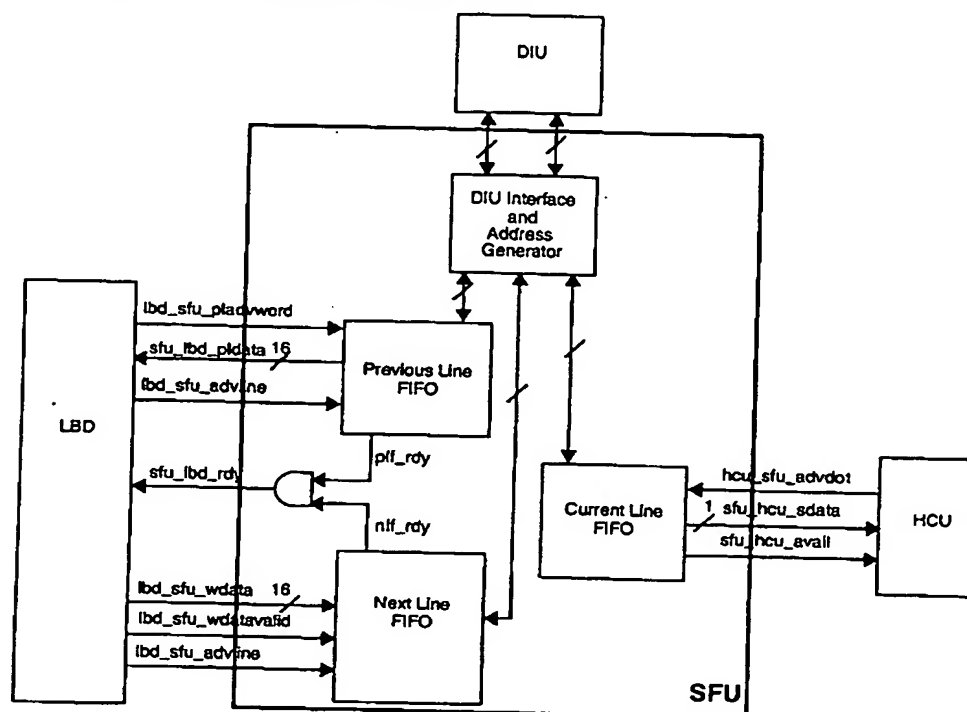 DIU
DIU Interface
and
Address
Generator
lbd_sfu_pladvword
sfu_lbd_pldata 16
lbd_sfu_advline
Previous Line
FIFO
LBD
plf_rdy
sfu_lbd_rdy
nlf_rdy
hcu_sfu_advdot
1 sfu_hcu_sdata
sfu_hcu_avail
Current Line
FIFO
HCU
lbd_sfu_wdata 16
lbd_sfu_wdatavalid
lbd_sfu_advline
Next Line
FIFO
SFU